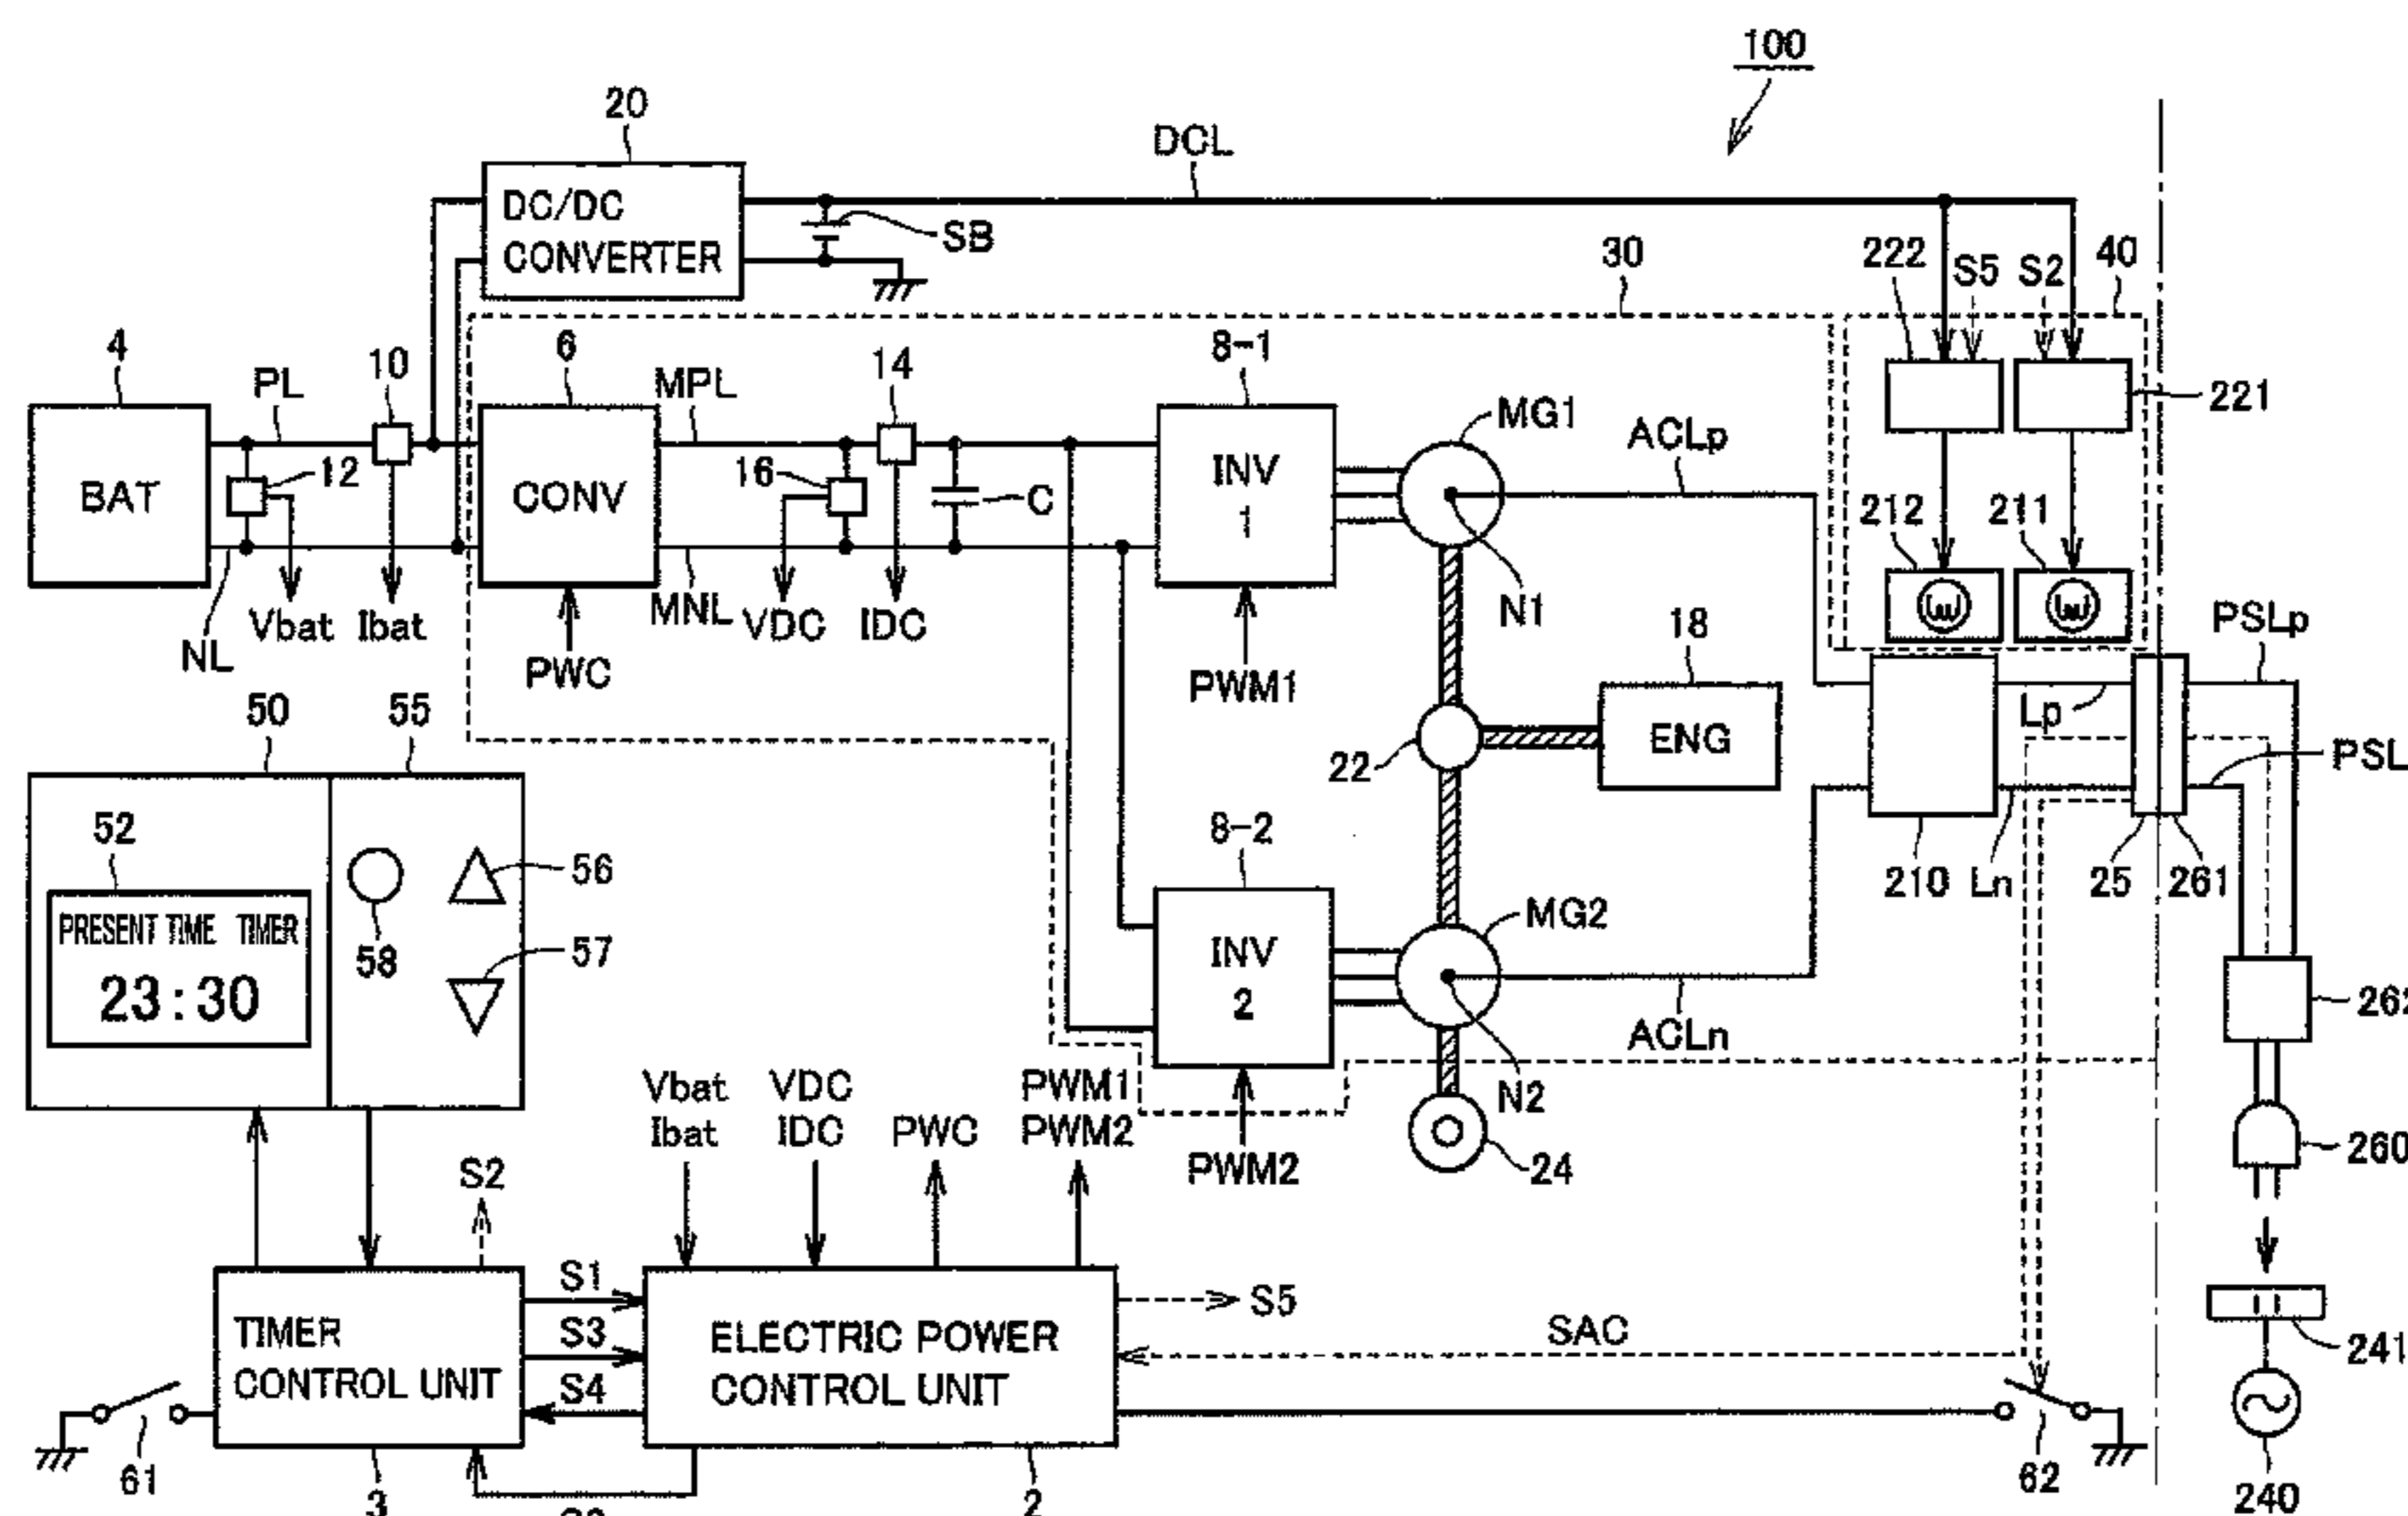 100
20
DCL
DC/DC
CONVERTER
SB
30
222
S5
S2
40
4
PL
10
6
MPL
14
8-1
MG1
ACLp
221
BAT
12
CONV
16
C
INV
1
212
211
NL
Vbat
Ibat
MNL
VDC
IDC
N1
18
PSLp
PWC
PWM1
50
55
22
ENG
Lp
PSL
52
8-2
210
Ln
25
261
56
PRESENT TIME TIMER
58
57
MG2
23:30
INV
2
ACLn
N2
Vbat
Ibat
VDC
IDC
PWC
PWM1
PWM2
PWM2
24
260
S2
S1
S5
TIMER
CONTROL UNIT
S3
ELECTRIC POWER
CONTROL UNIT
SAC
241
S4
61
3
2
62
240